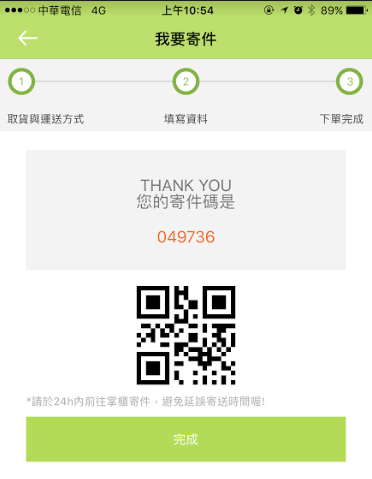 中華電信 4G 上午10:54 89%
我要寄件
1 2 3
取貨與運送方式 填寫資料 下單完成
THANK YOU
您的寄件碼是
049736
*請於24h內前往掌櫃寄件，避免延誤寄送時間喔!
完成